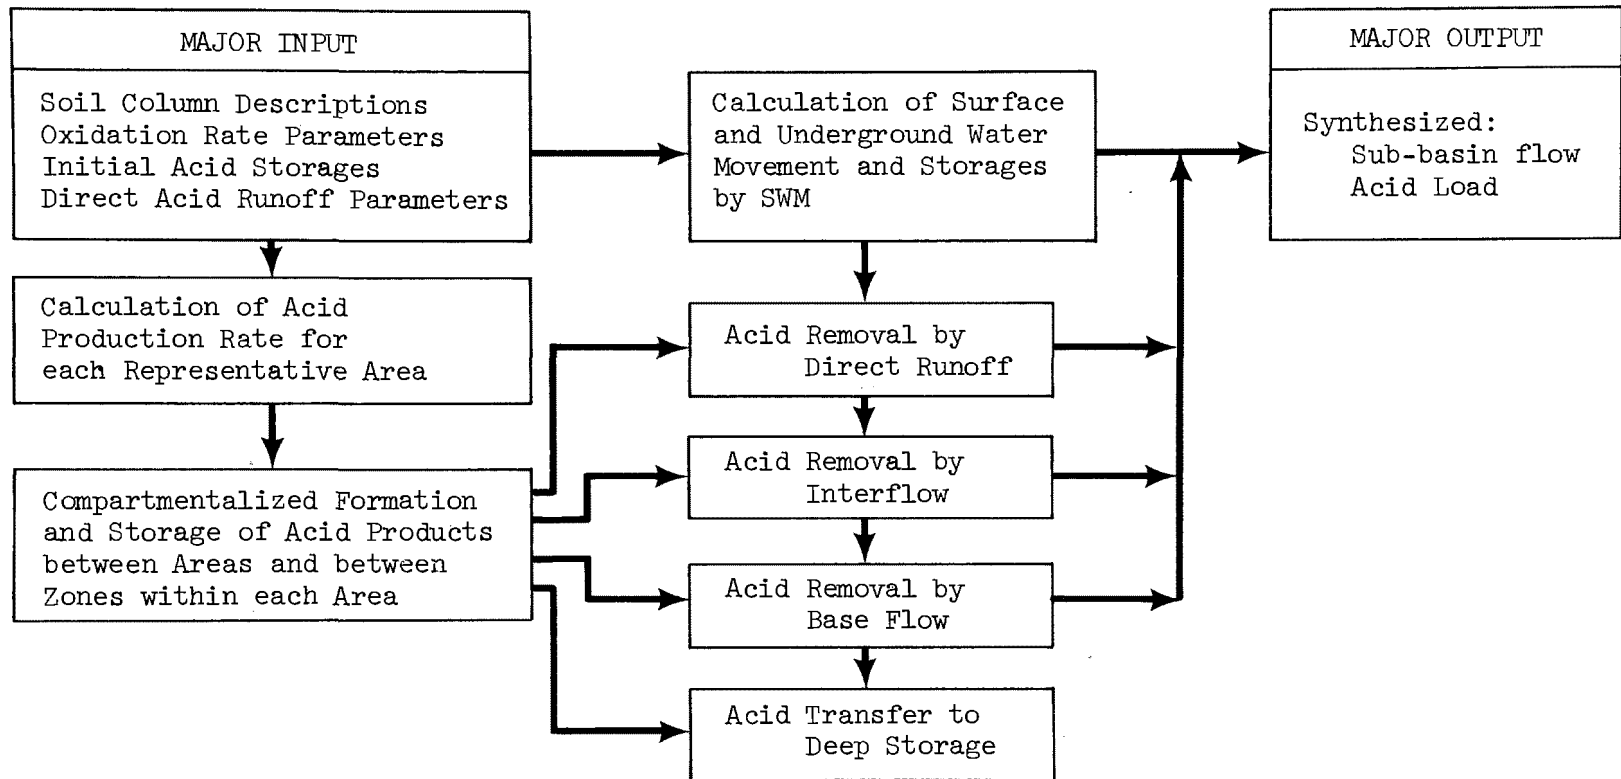 MAJOR INPUT
Soil Column Descriptions
Oxidation Rate Parameters
Initial Acid Storages
Direct Acid Runoff Parameters
Calculation of Surface
and Underground Water
Movement and Storages
by SWM
MAJOR OUTPUT
Synthesized:
Sub-basin flow
Acid Load
Calculation of Acid
Production Rate for
each Representative Area
Acid Removal by
Direct Runoff
Compartmentalized Formation
and Storage of Acid Products
between Areas and between
Zones within each Area
Acid Removal by
Interflow
Acid Removal by
Base Flow
Acid Transfer to
Deep Storage